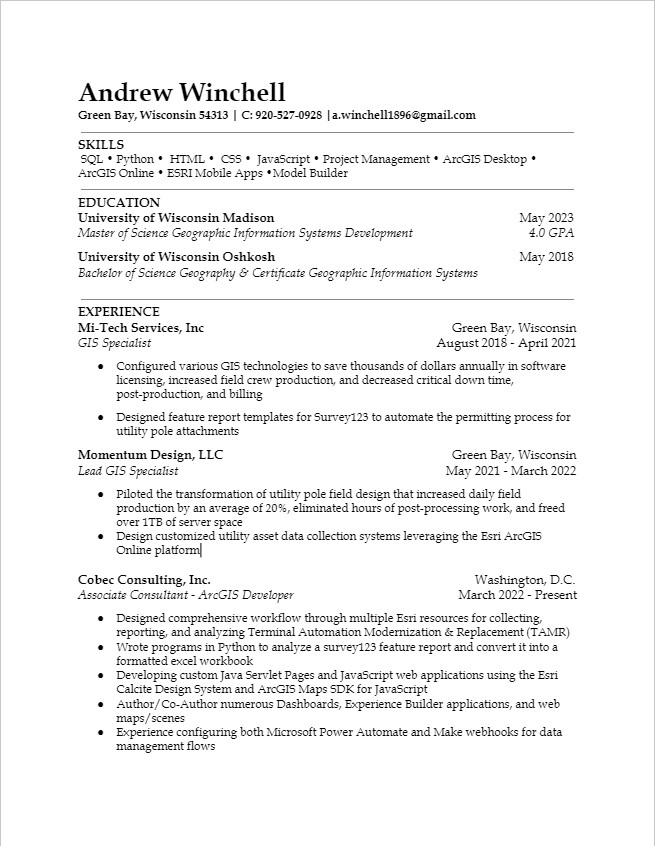 Andrew Winchell
Green Bay, Wisconsin 54313 | C: 920-527-0928 |a.winchell1896@gmail.com
SKILLS
SQL • Python • HTML • CSS • JavaScript • Project Management • ArcGIS Desktop •
ArcGIS Online • ESRI Mobile Apps •Model Builder
EDUCATION
University of Wisconsin Madison May 2023
Master of Science Geographic Information Systems Development 4.0 GPA
University of Wisconsin Oshkosh May 2018
Bachelor of Science Geography & Certificate Geographic Information Systems
EXPERIENCE
Mi-Tech Services, Inc Green Bay, Wisconsin
GIS Specialist August 2018 - April 2021
• Configured various GIS technologies to save thousands of dollars annually in software
licensing, increased field crew production, and decreased critical down time,
post-production, and billing
• Designed feature report templates for Survey123 to automate the permitting process for
utility pole attachments
Momentum Design, LLC Green Bay, Wisconsin
Lead GIS Specialist May 2021 - March 2022
• Piloted the transformation of utility pole field design that increased daily field
production by an average of 20%, eliminated hours of post-processing work, and freed
over 1TB of server space
• Design customized utility asset data collection systems leveraging the Esri ArcGIS
Online platform
Cobec Consulting, Inc. Washington, D.C.
Associate Consultant - ArcGIS Developer March 2022 - Present
• Designed comprehensive workflow through multiple Esri resources for collecting,
reporting, and analyzing Terminal Automation Modernization & Replacement (TAMR)
• Wrote programs in Python to analyze a survey123 feature report and convert it into a
formatted excel workbook
• Developing custom Java Servlet Pages and JavaScript web applications using the Esri
Calcite Design System and ArcGIS Maps SDK for JavaScript
• Author/Co-Author numerous Dashboards, Experience Builder applications, and web
maps/scenes
• Experience configuring both Microsoft Power Automate and Make webhooks for data
management flows